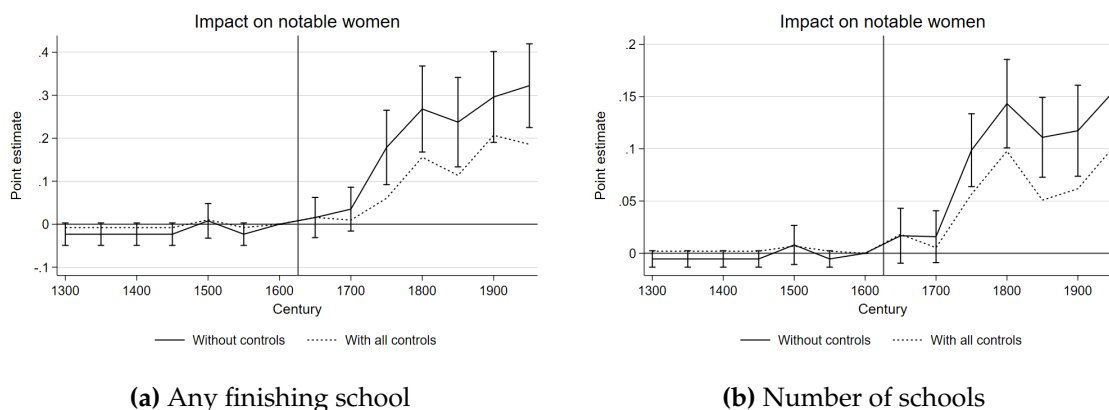 Impact on notable women
.4
.3
.2
.1
0
-.1
Point estimate
1300 1400 1500 1600 1700 1800 1900
Century
Without controls With all controls
(a) Any finishing school
Impact on notable women
.2
.15
.1
.05
0
Point estimate
1300 1400 1500 1600 1700 1800 1900
Century
Without controls With all controls
(b) Number of schools